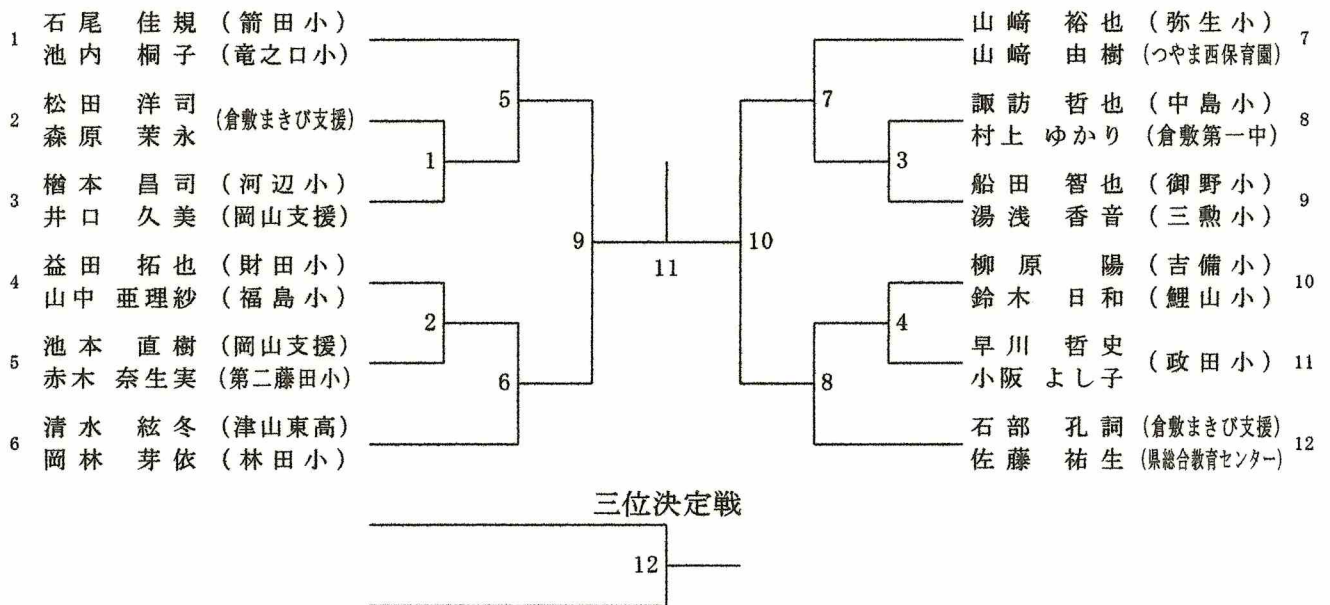 1
石尾 佳規 (箭田小)
池内 桐子 (竜之口小)
2
松田 洋司
(倉敷まきび支援)
森原 茉永
3
楢本 昌司 (河辺小)
井口 久美 (岡山支援)
4
益田 拓也 (財田小)
山中 亜理紗 (福島小)
5
池本 直樹 (岡山支援)
赤木 奈生実 (第二藤田小)
6
清水 絃冬 (津山東高)
岡林 芽依 (林田小)
5
1
2
6
9
11
10
7
3
4
8
山﨑 裕也 (弥生小)
山﨑 由樹 (つやま西保育園)
7
諏訪 哲也 (中島小)
村上 ゆかり (倉敷第一中)
8
船田 智也 (御野小)
湯浅 香音 (三勲小)
9
柳原 陽 (吉備小)
鈴木 日和 (鯉山小)
10
早川 哲史
(政田小)
小阪 よし子
11
石部 孔詞 (倉敷まきび支援)
佐藤 祐生 (県総合教育センター)
12
三位決定戦
12